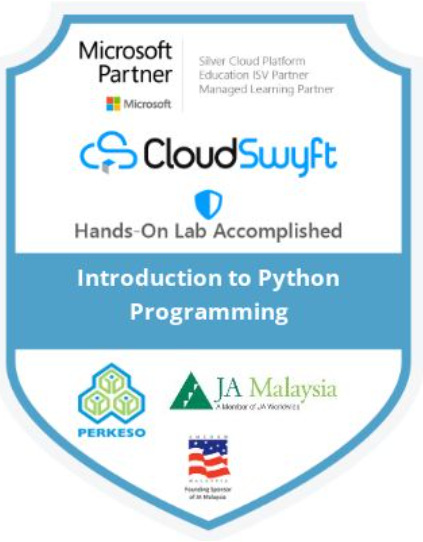 Microsoft
Partner
Microsoft
Silver Cloud Platform
Education ISV Partner
Managed Learning Partner
CloudSwyft
Hands-On Lab Accomplished
Introduction to Python
Programming
PERKESO
JA Malaysia
A Member of JA Worldwide
AMCHAM
MALAYSIA
Founding Sponsor
of JA Malaysia